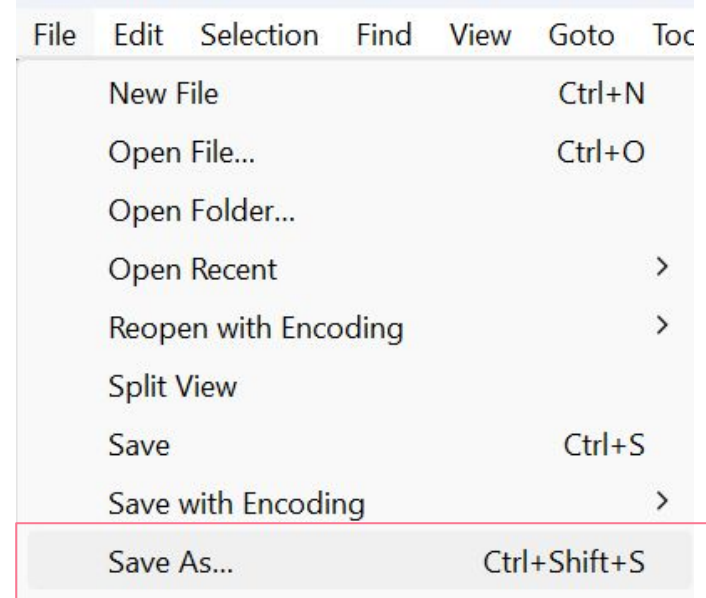 File Edit Selection Find View Goto
New File Ctrl+N
Open File... Ctrl+O
Open Folder...
Open Recent >
Reopen with Encoding >
Split View
Save Ctrl+S
Save with Encoding >
Save As... Ctrl+Shift+S